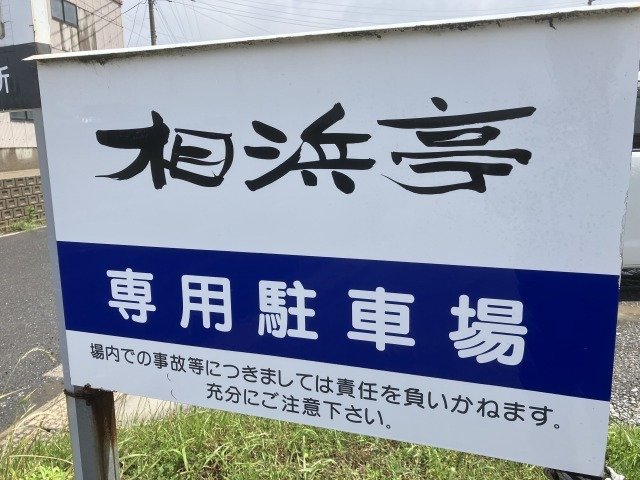 所
相浜亭
専用駐車場
場内での事故等につきましては責任を負いかねます。
充分にご注意下さい。